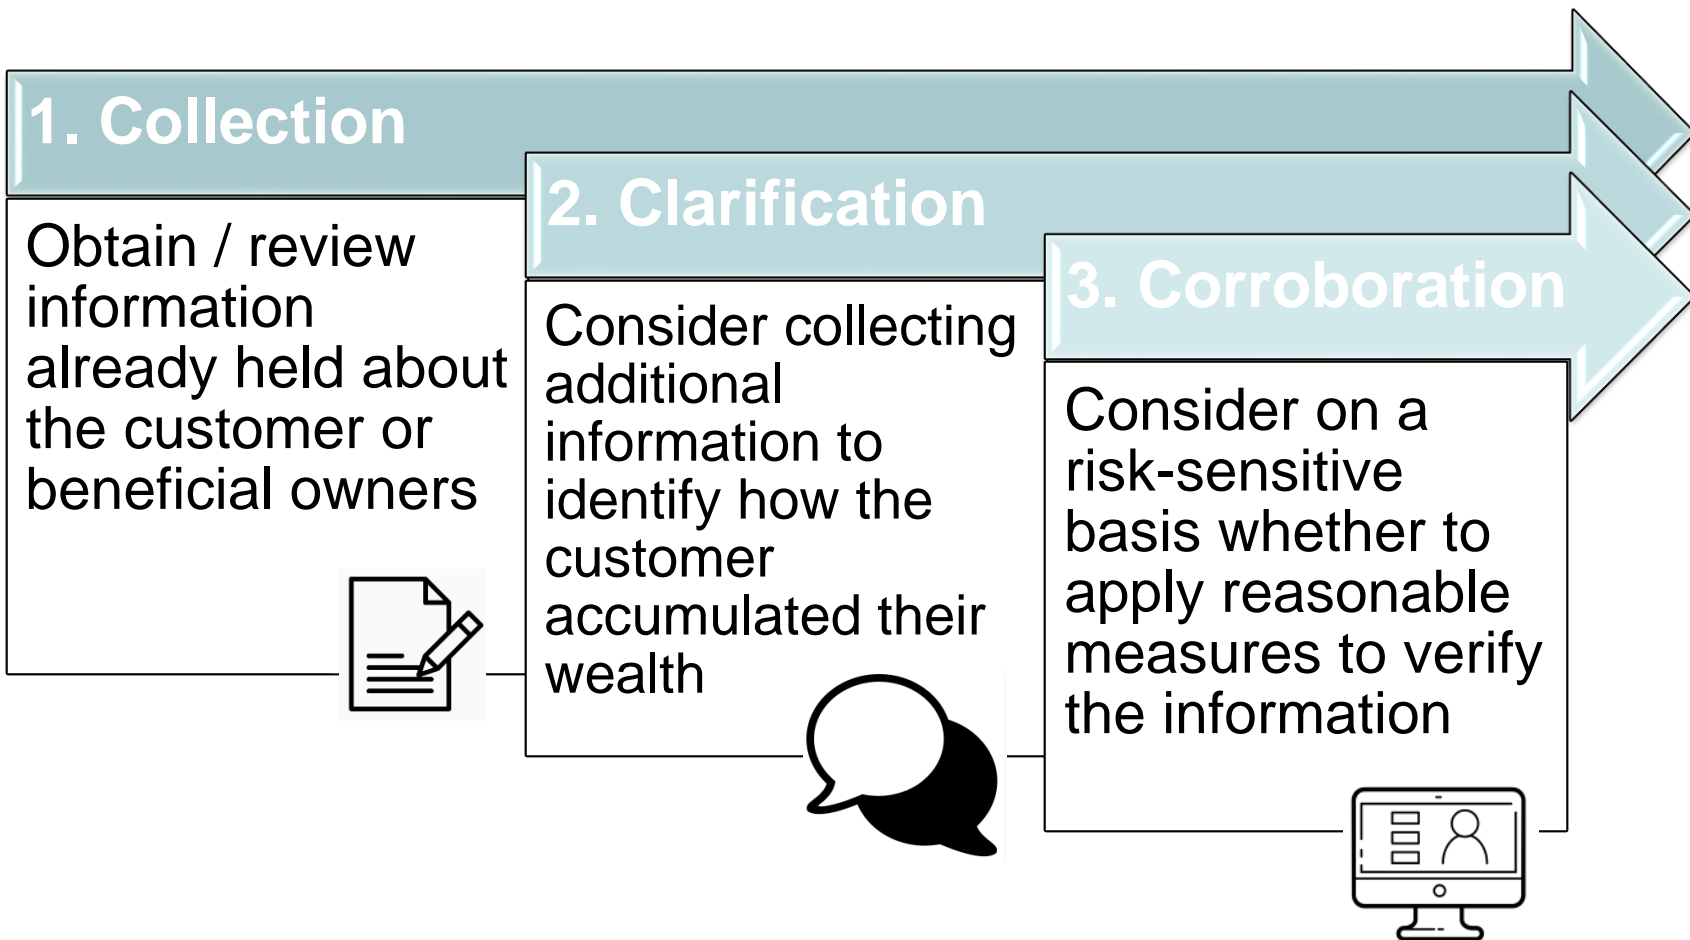 1. Collection
Obtain / review
information
already held about
the customer or
beneficial owners
2. Clarification
Consider collecting
additional
information to
identify how the
customer
accumulated their
wealth
3. Corroboration
Consider on a
risk-sensitive
basis whether to
apply reasonable
measures to verify
the information